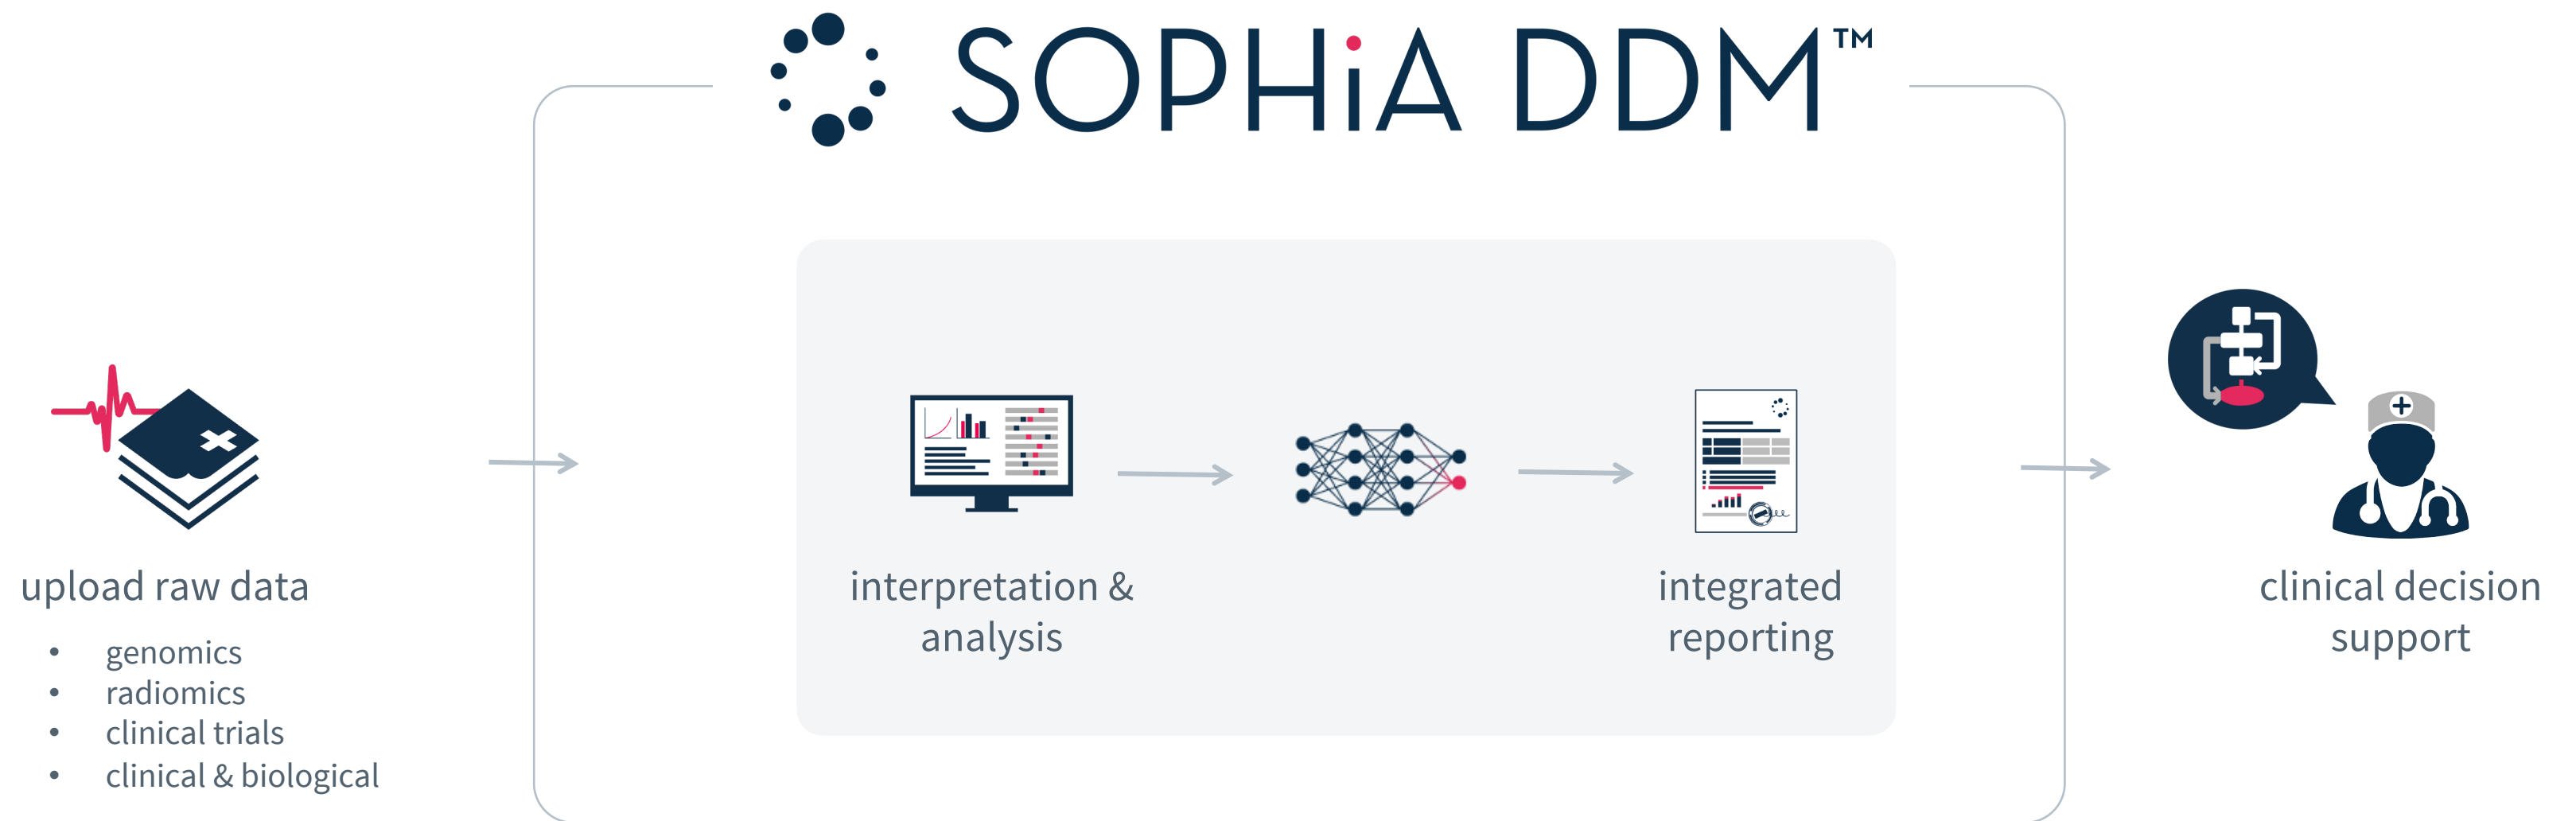 SOPHiA DDM™
upload raw data
• genomics
• radiomics
• clinical trials
• clinical & biological
interpretation &
analysis
integrated
reporting
clinical decision
support